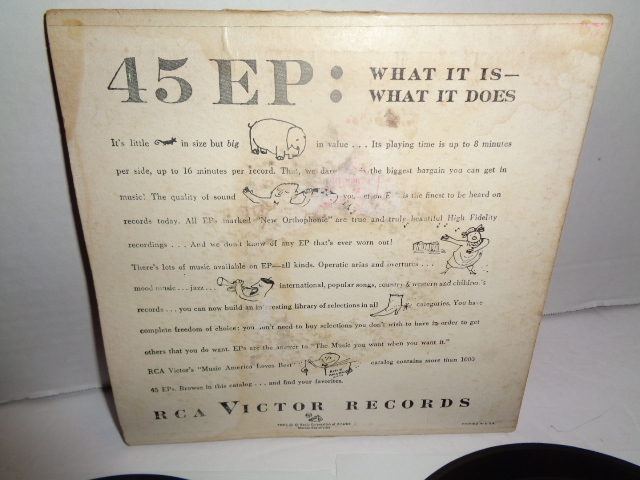 45 EP:
WHAT IT IS—
WHAT IT DOES
It's little in size but big in value . . . Its playing time is up to 8 minutes
per side, up to 16 minutes per record. That, we dare the biggest bargain you can get in
music! The quality of sound you is the finest to be heard on
records today. All EPs marked "New Orthophonic" are true and truly beautiful High Fidelity
recordings . . . And we don't know of any EP that's ever worn out!
There's lots of music available on EP—all kinds. Operatic arias and overtures . . .
mood music . . . jazz . . . international, popular songs, country & western and children's
records . . . you can now build an interesting library of selections in all categories. You have
complete freedom of choice: you don't need to buy selections you don't wish to have in order to get
others that you do want. EPs are the answer to "The Music you want when you want it."
RCA Victor's "Music America Loves Best" catalog contains more than 1000
45 EPs. Browse in this catalog . . . and find your favorites.
RCA VICTOR RECORDS